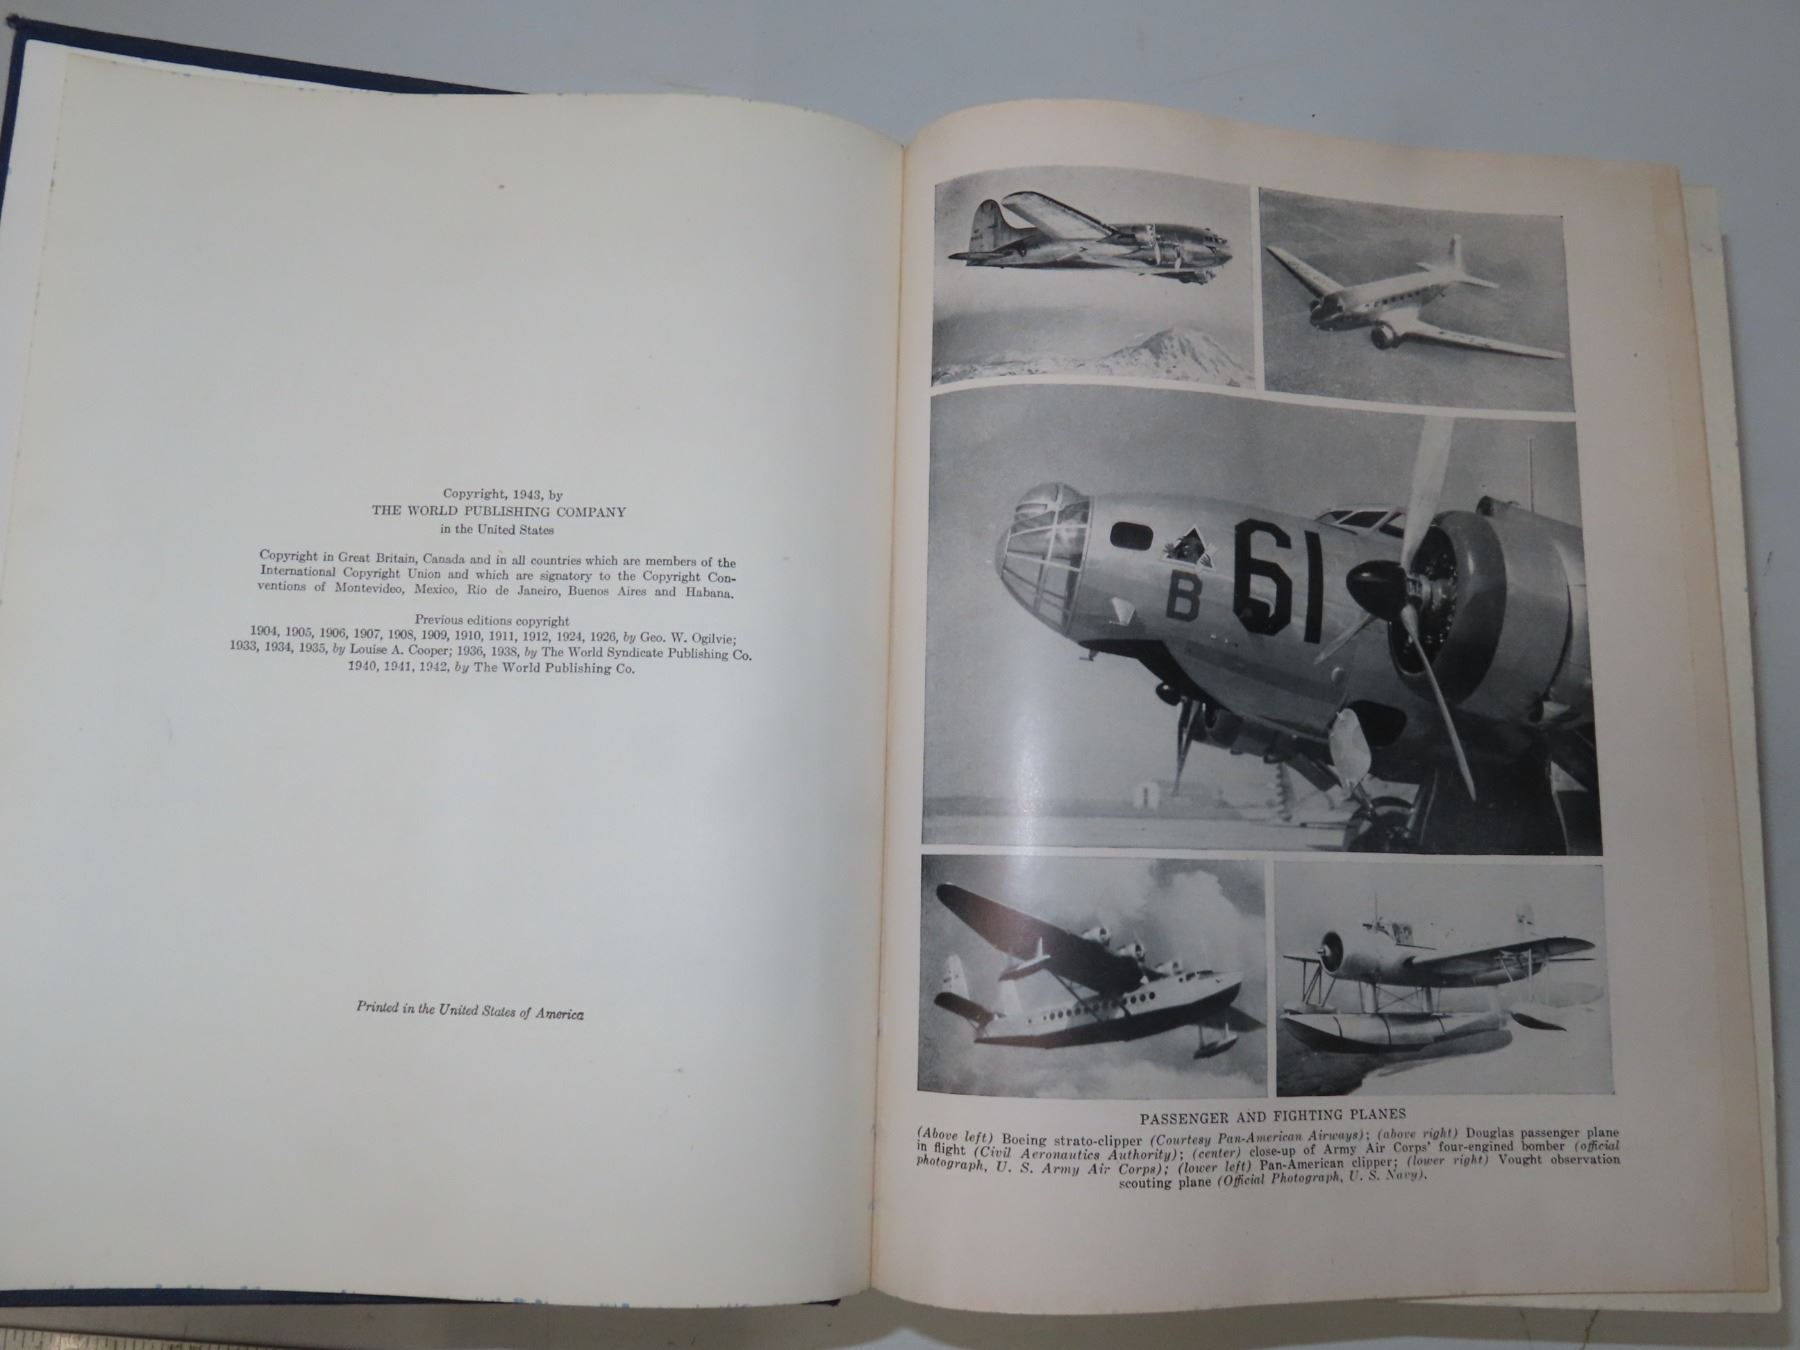 Copyright, 1943, by
THE WORLD PUBLISHING COMPANY
in the United States
Copyright in Great Britain, Canada and in all countries which are members of the
International Copyright Union and which are signatory to the Copyright Con-
ventions of Montevideo, Mexico, Rio de Janeiro, Buenos Aires and Habana.
Previous editions copyright
1904, 1905, 1906, 1907, 1908, 1909, 1910, 1911, 1912, 1924, 1926, by Geo. W. Ogilvie;
1933, 1934, 1935, by Louise A. Cooper; 1936, 1938, by The World Syndicate Publishing Co.
1940, 1941, 1942, by The World Publishing Co.
Printed in the United States of America
B 61
PASSENGER AND FIGHTING PLANES
(Above left) Boeing strato-clipper (Courtesy Pan-American Airways); (above right) Douglas passenger plane
in flight (Civil Aeronautics Authority); (center) close-up of Army Air Corps' four-engined bomber (official
photograph, U. S. Army Air Corps); (lower left) Pan-American clipper; (lower right) Vought observation
scouting plane (Official Photograph, U. S. Navy).